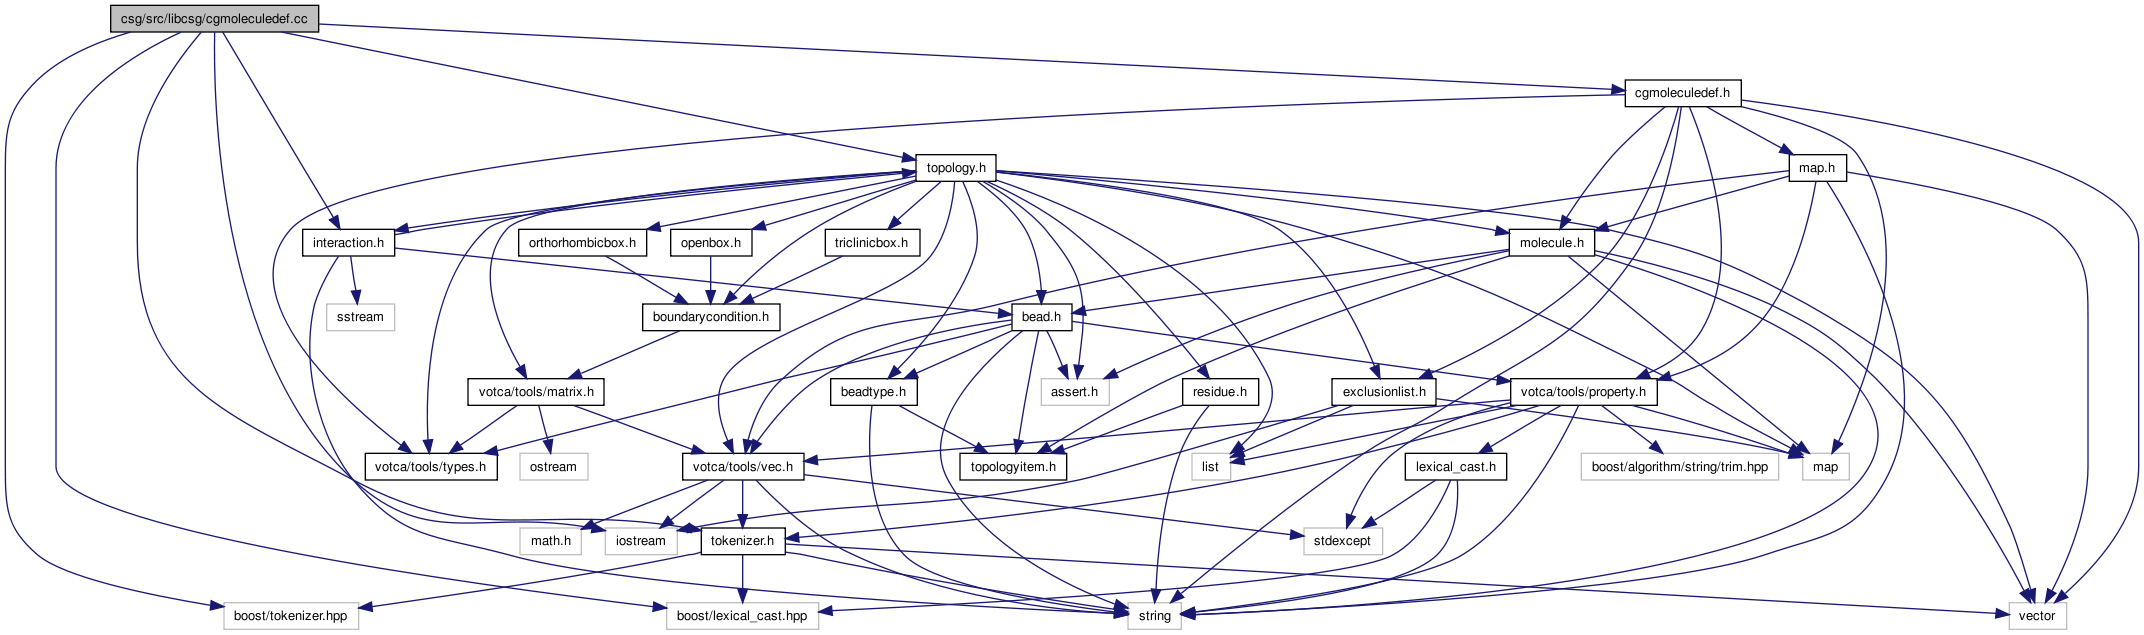 csg/src/libcsg/cgmoleculedef.cc
cgmoleculedef.h
topology.h
map.h
interaction.h
orthorhombicbox.h
openbox.h
triclinicbox.h
molecule.h
sstream
boundarycondition.h
bead.h
votca/tools/matrix.h
beadtype.h
assert.h
residue.h
exclusionlist.h
votca/tools/property.h
votca/tools/types.h
ostream
votca/tools/vec.h
topologyitem.h
list
lexical_cast.h
boost/algorithm/string/trim.hpp
map
math.h
iostream
tokenizer.h
stdexcept
boost/tokenizer.hpp
boost/lexical_cast.hpp
string
vector